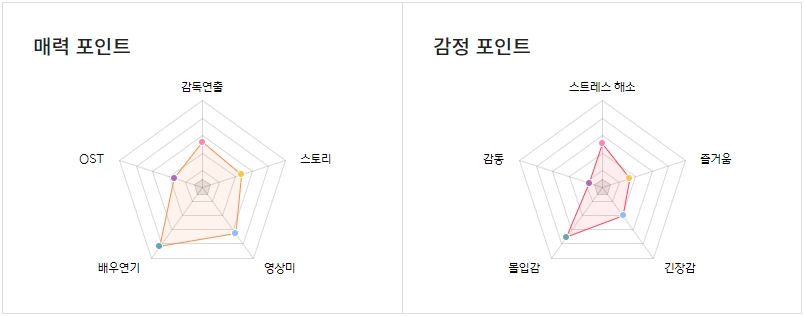 매력 포인트
감독연출
스토리
영상미
배우연기
OST
감정 포인트
스트레스 해소
즐거움
긴장감
몰입감
감동